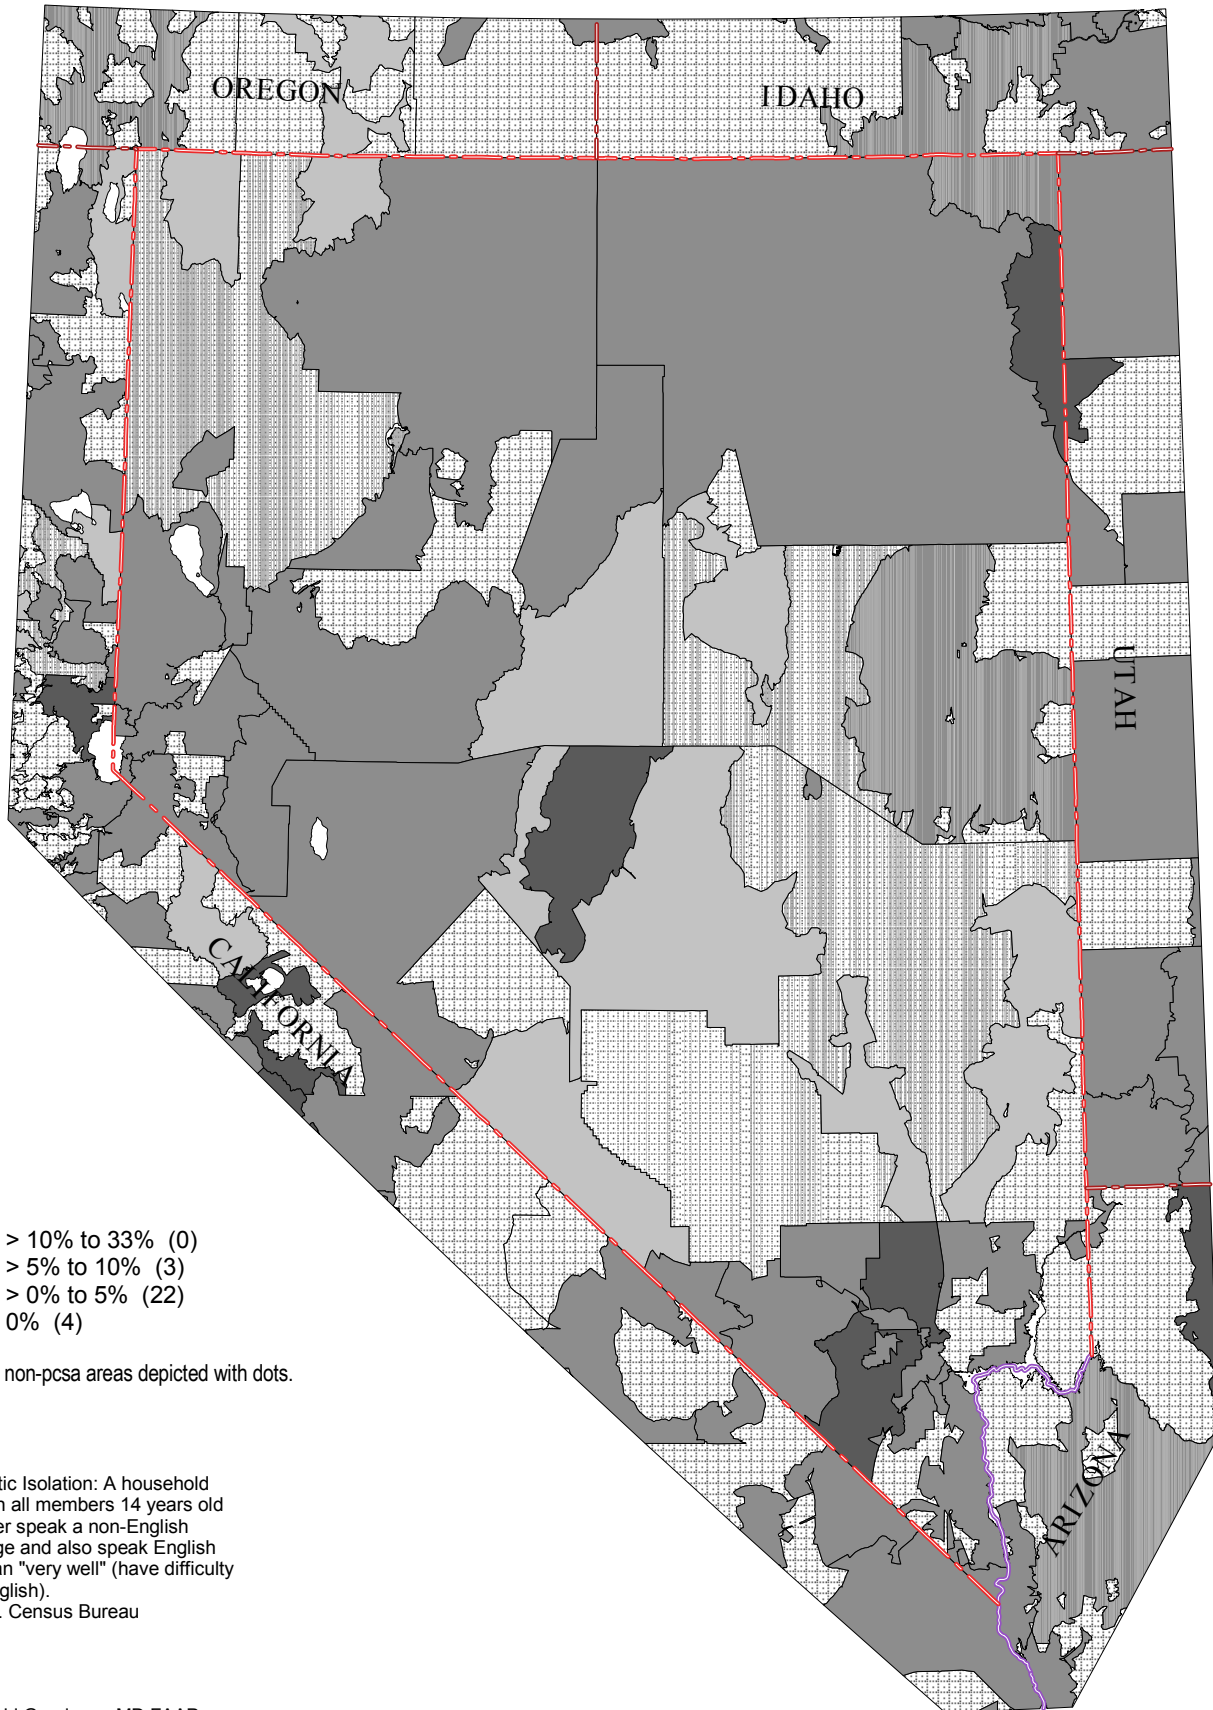 OREGON
IDAHO
UTAH
CALIFORNIA
ARIZONA
> 10% to 33% (0)
> 5% to 10% (3)
> 0% to 5% (22)
0% (4)
non-pcsa areas depicted with dots.
tic Isolation: A household
all members 14 years old
er speak a non-English
ge and also speak English
an "very well" (have difficulty
glish).
. Census Bureau